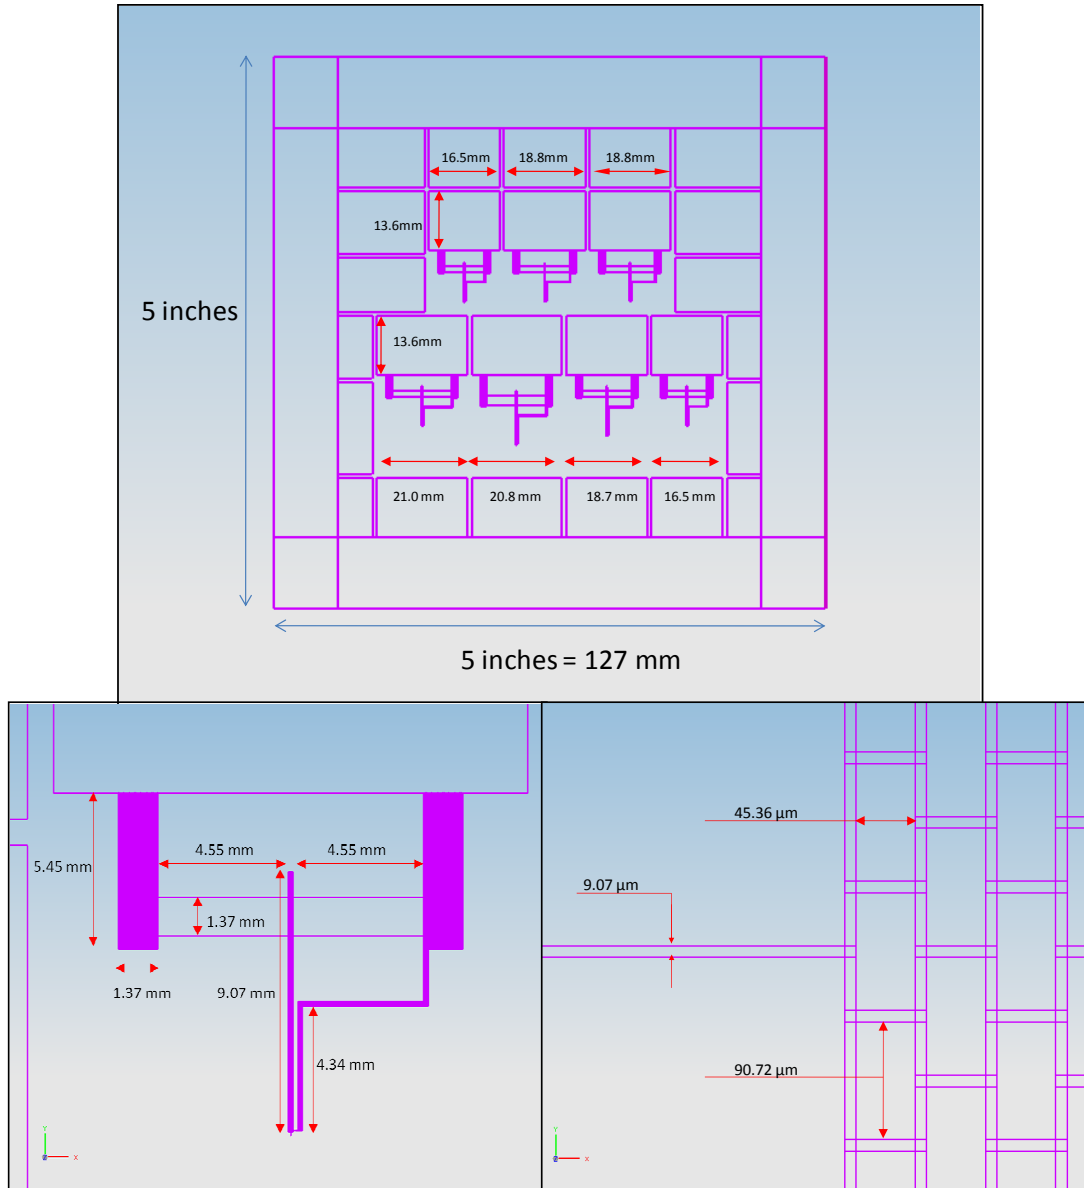 16.5mm
18.8mm
18.8mm
13.6mm
5 inches
13.6mm
21.0 mm
20.8 mm
18.7 mm
16.5 mm
5 inches = 127 mm
4.55 mm
4.55 mm
5.45 mm
1.37 mm
1.37 mm
9.07 mm
4.34 mm
Y
Z
X
45.36 µm
9.07 µm
90.72 µm
Y
Z
X